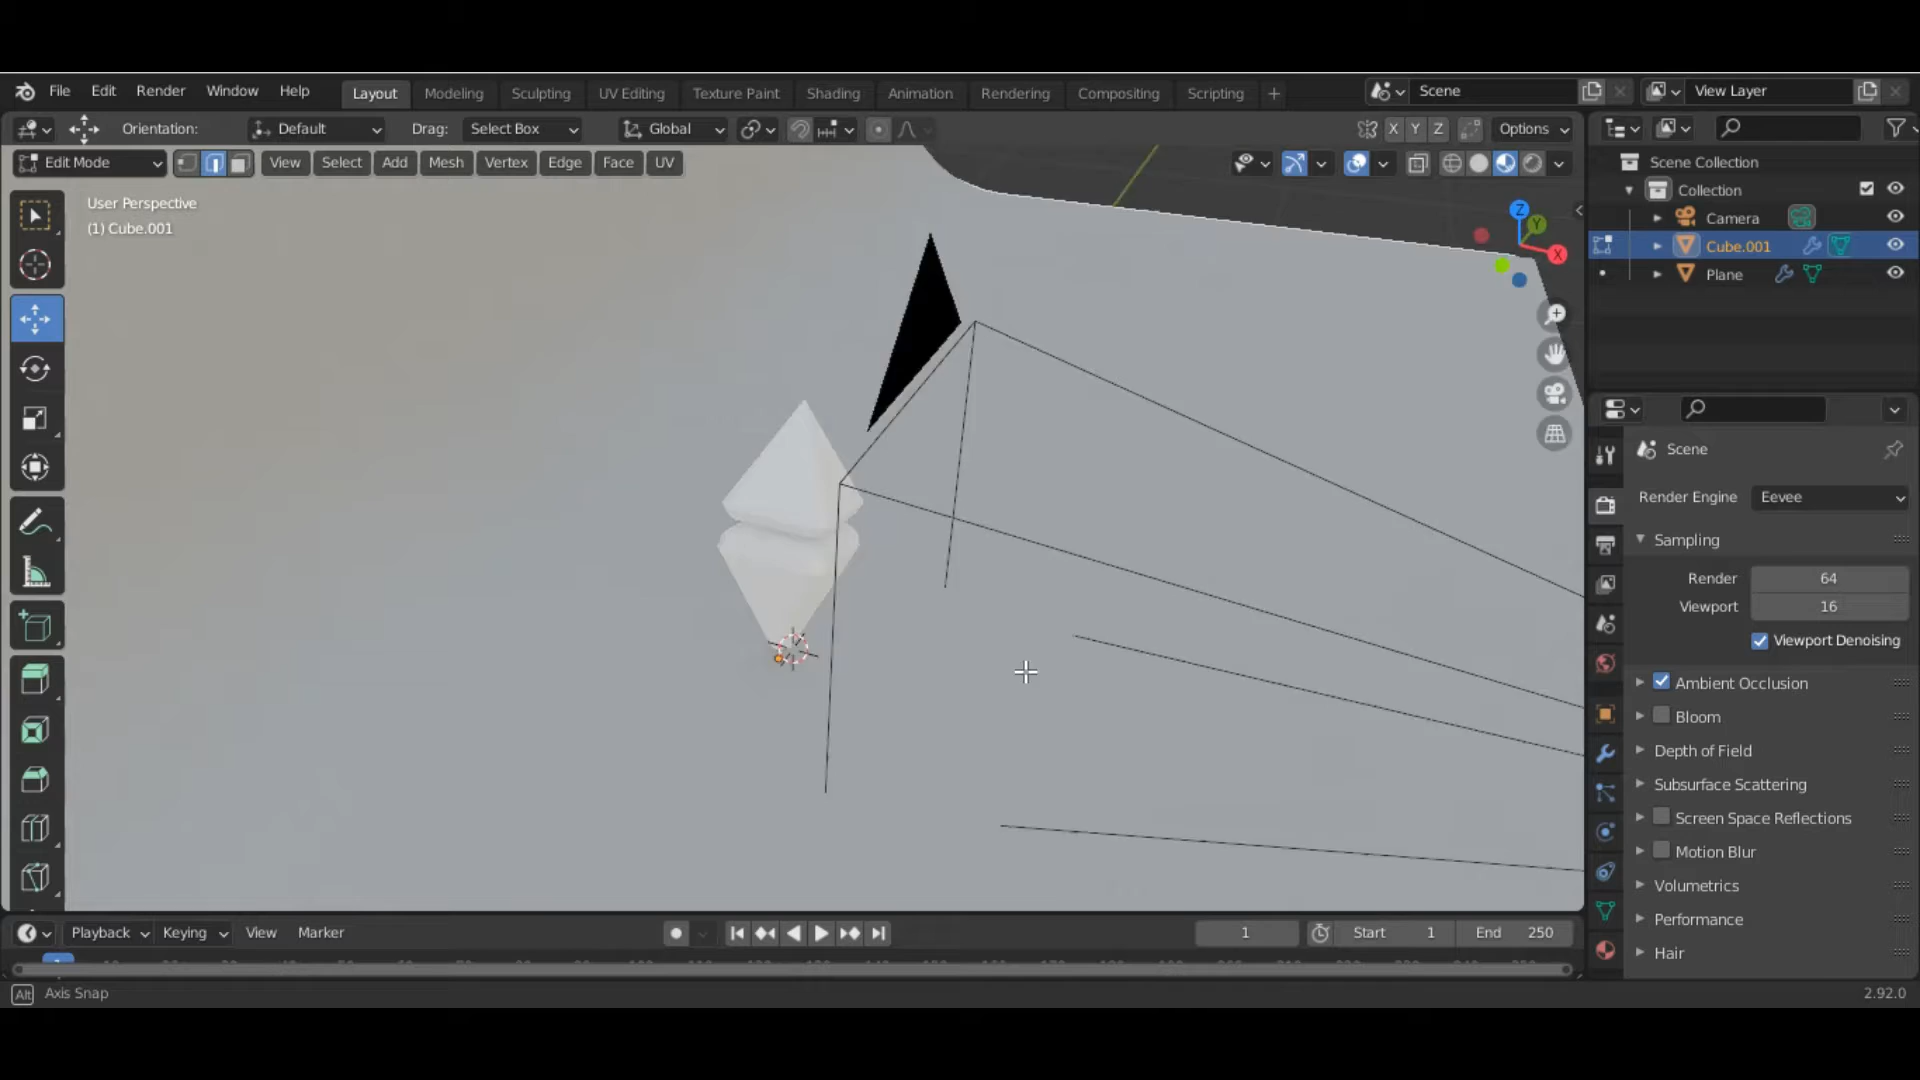 File Edit Render Window Help Layout Modeling Sculpting UV Editing Texture Paint Shading Animation Rendering Compositing Scripting + Scene View Layer
Orientation: Default Drag: Select Box Global X Y Z Options
Edit Mode View Select Add Mesh Vertex Edge Face UV
User Perspective
(1) Cube.001
Z
Y
X
Scene Collection
Collection
Camera
Cube.001
Plane
Scene
Render Engine Eevee
Sampling
Render 64
Viewport 16
Viewport Denoising
Ambient Occlusion
Bloom
Depth of Field
Subsurface Scattering
Screen Space Reflections
Motion Blur
Volumetrics
Performance
Hair
Playback Keying View Marker 1 Start 1 End 250
Alt Axis Snap 2.92.0